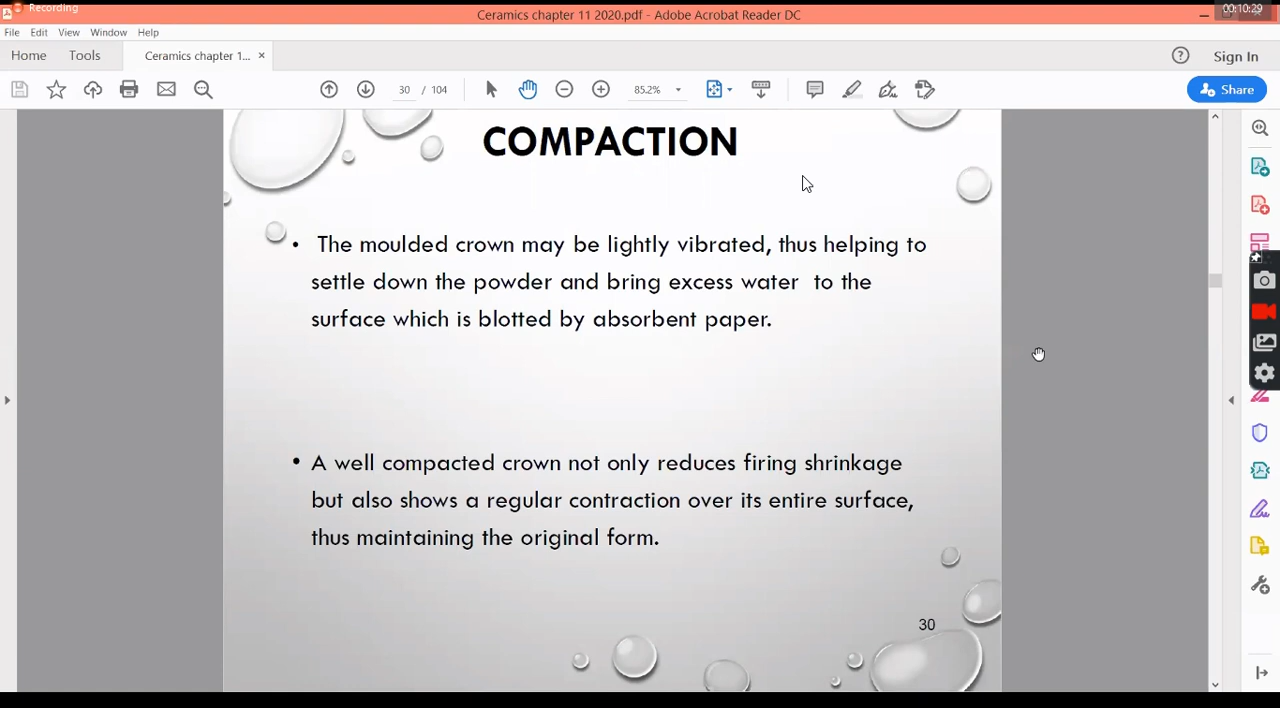 Recording
Ceramics chapter 11 2020.pdf - Adobe Acrobat Reader DC
00:10:29
File Edit View Window Help
Home Tools Ceramics chapter 1... × Sign In
30 / 104 85.2% Share
COMPACTION
• The moulded crown may be lightly vibrated, thus helping to
settle down the powder and bring excess water to the
surface which is blotted by absorbent paper.
• A well compacted crown not only reduces firing shrinkage
but also shows a regular contraction over its entire surface,
thus maintaining the original form.
30